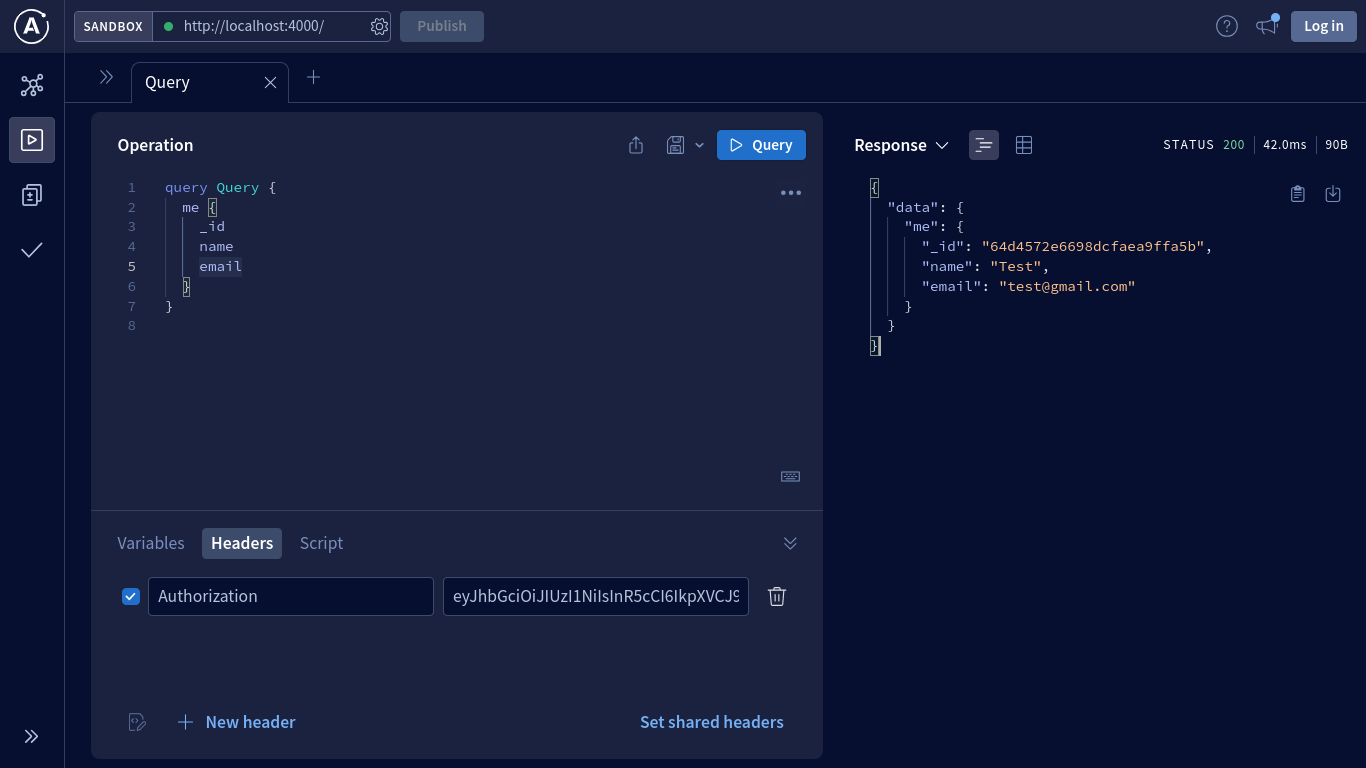 SANDBOX http://localhost:4000/ Publish Log in
Query
Operation Query
1 query Query {
2 me {
3 _id
4 name
5 email
6 }
7 }
8
Variables Headers Script
Authorization eyJhbGciOiJIUzI1NiIsInR5cCI6IkpXVCJ9
New header Set shared headers
Response STATUS 200 42.0ms 90B
{
"data": {
"me": {
"_id": "64d4572e6698dcfaea9ffa5b",
"name": "Test",
"email": "test@gmail.com"
}
}
}